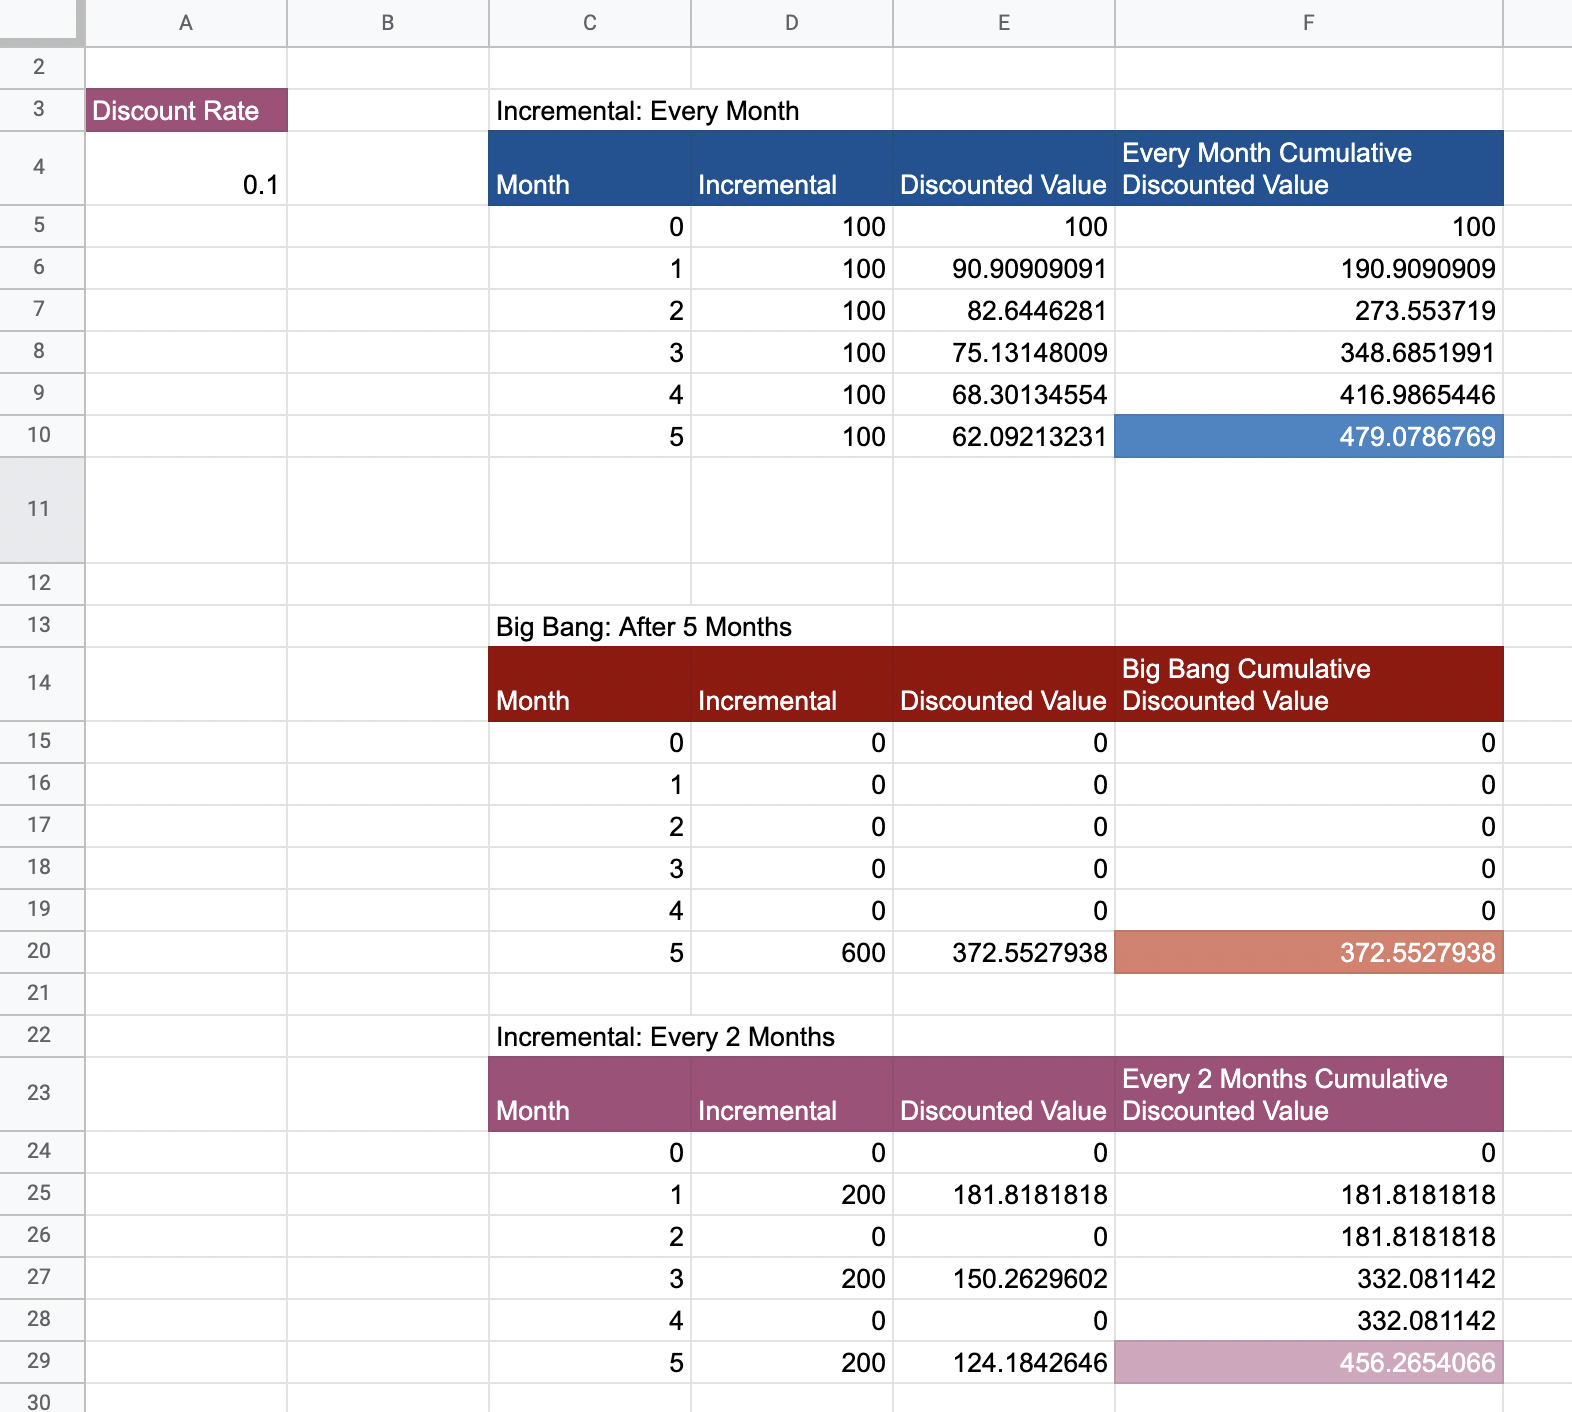 A B C D E F
2
3 Discount Rate Incremental: Every Month
Every Month Cumulative
4 0.1 Month Incremental Discounted Value Discounted Value
5 0 100 100 100
6 1 100 90.90909091 190.9090909
7 2 100 82.6446281 273.553719
8 3 100 75.13148009 348.6851991
9 4 100 68.30134554 416.9865446
10 5 100 62.09213231 479.0786769
11
12
13 Big Bang: After 5 Months
Big Bang Cumulative
14 Month Incremental Discounted Value Discounted Value
15 0 0 0 0
16 1 0 0 0
17 2 0 0 0
18 3 0 0 0
19 4 0 0 0
20 5 600 372.5527938 372.5527938
21
22 Incremental: Every 2 Months
Every 2 Months Cumulative
23 Month Incremental Discounted Value Discounted Value
24 0 0 0 0
25 1 200 181.8181818 181.8181818
26 2 0 0 181.8181818
27 3 200 150.2629602 332.081142
28 4 0 0 332.081142
29 5 200 124.1842646 456.2654066
30